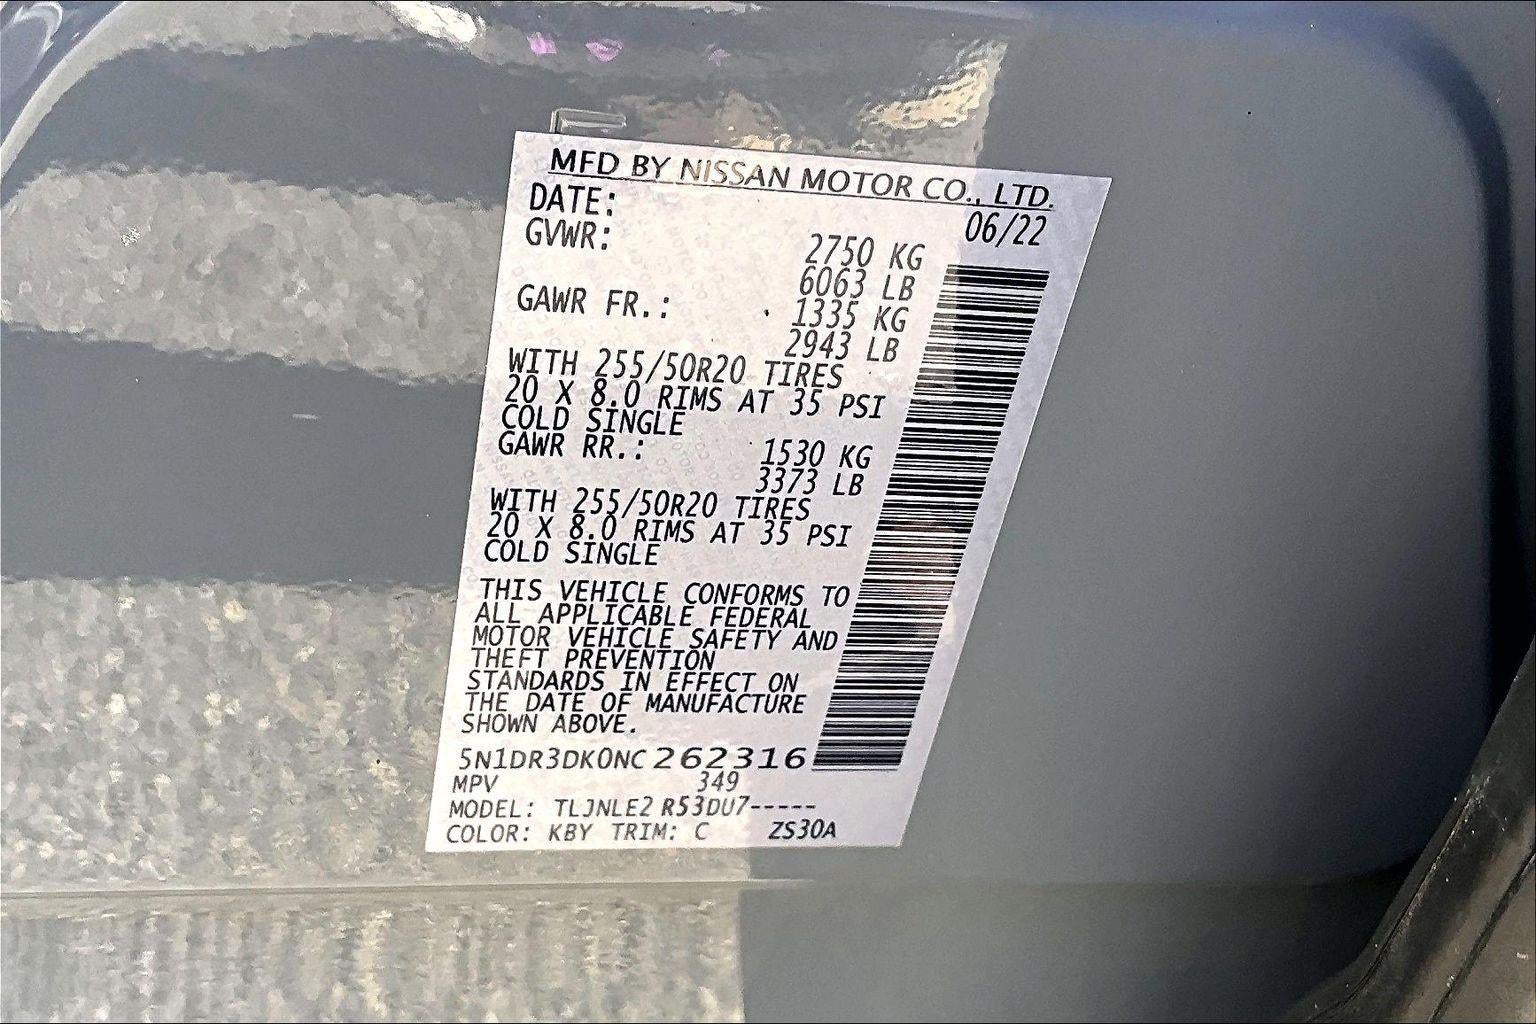 MFD BY NISSAN MOTOR CO., LTD.
DATE: 06/22
GVWR: 2750 KG
6063 LB
GAWR FR.: 1335 KG
2943 LB
WITH 255/50R20 TIRES
20 X 8.0 RIMS AT 35 PSI
COLD SINGLE
GAWR RR.: 1530 KG
3373 LB
WITH 255/50R20 TIRES
20 X 8.0 RIMS AT 35 PSI
COLD SINGLE
THIS VEHICLE CONFORMS TO
ALL APPLICABLE FEDERAL
MOTOR VEHICLE SAFETY AND
THEFT PREVENTION
STANDARDS IN EFFECT ON
THE DATE OF MANUFACTURE
SHOWN ABOVE.
5N1DR3DK0NC262316
MPV 349
MODEL: TLJNLE2 R53DU7-----
COLOR: KBY TRIM: C ZS30A